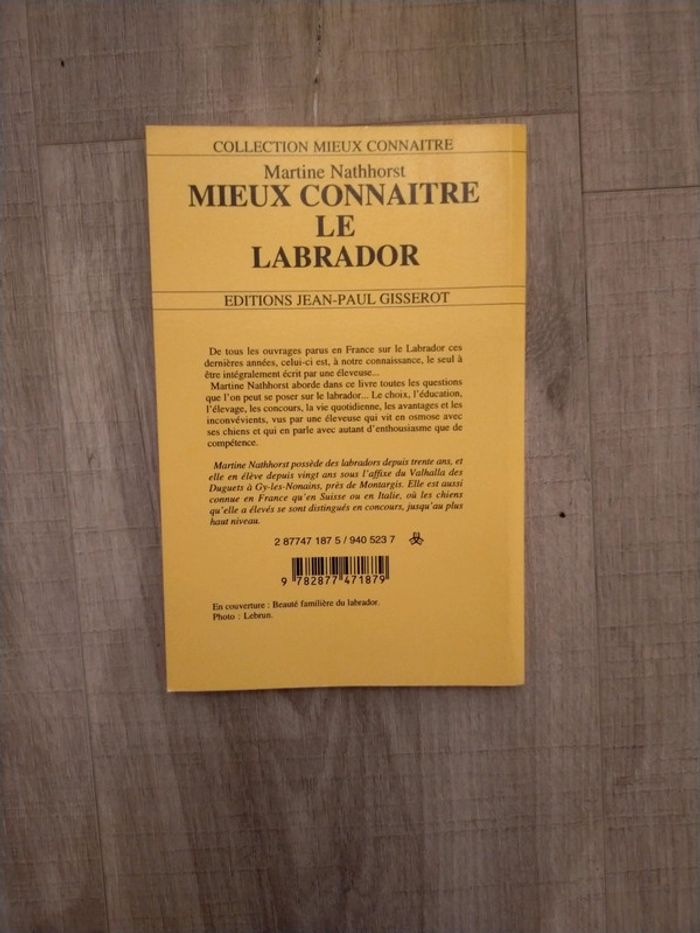 COLLECTION MIEUX CONNAITRE
Martine Nathhorst
MIEUX CONNAITRE
LE
LABRADOR
EDITIONS JEAN-PAUL GISSEROT
De tous les ouvrages parus en France sur le Labrador ces
dernières années, celui-ci est, à notre connaissance, le seul à
être intégralement écrit par une éleveuse...
Martine Nathhorst aborde dans ce livre toutes les questions
que l'on peut se poser sur le labrador... Le choix, l'éducation,
l'élevage, les concours, la vie quotidienne, les avantages et les
inconvévients, vus par une éleveuse qui vit en osmose avec
ses chiens et qui en parle avec autant d'enthousiasme que de
compétence.
Martine Nathhorst possède des labradors depuis trente ans, et
elle en élève depuis vingt ans sous l'affixe du Valhalla des
Duguets à Gy-les-Nonains, près de Montargis. Elle est aussi
connue en France qu'en Suisse ou en Italie, où les chiens
qu'elle a élevés se sont distingués en concours, jusqu'au plus
haut niveau.
2 87747 187 5 / 940 523 7
9 782877 471879
En couverture : Beauté familière du labrador.
Photo : Lebrun.